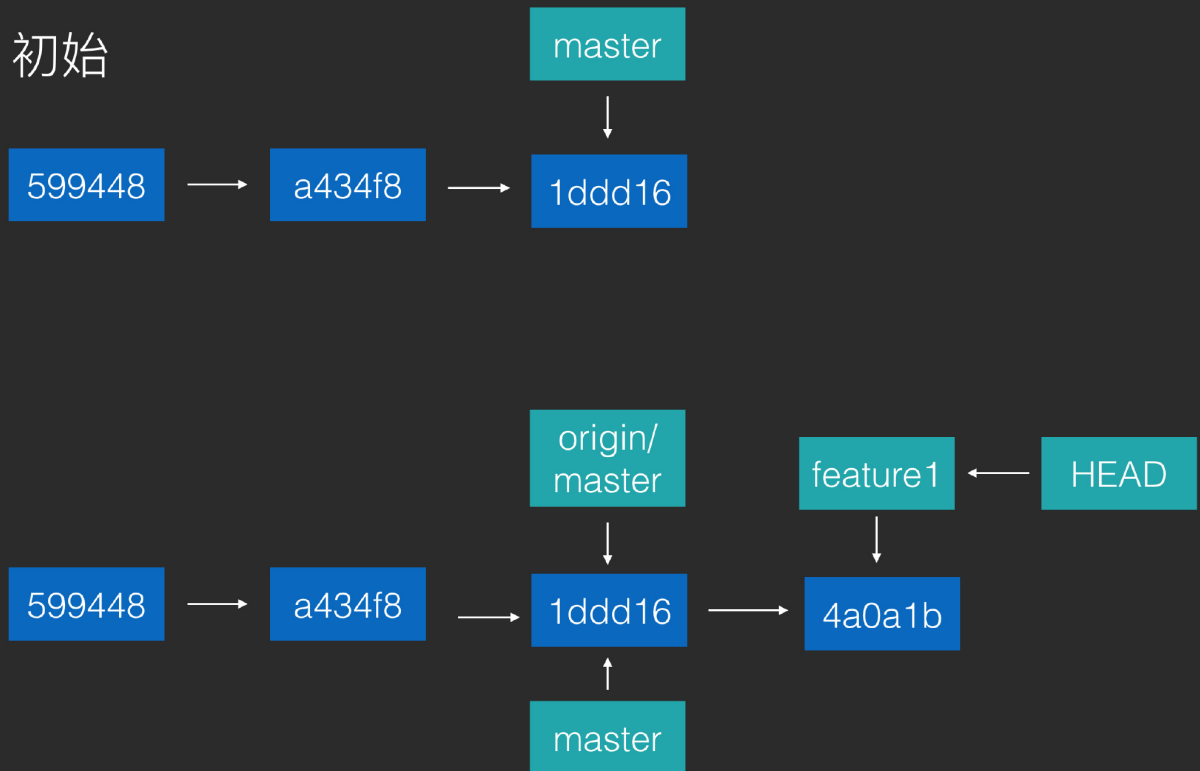 初始
master
599448
a434f8
1ddd16
origin/
master
feature1
HEAD
599448
a434f8
1ddd16
4a0a1b
master